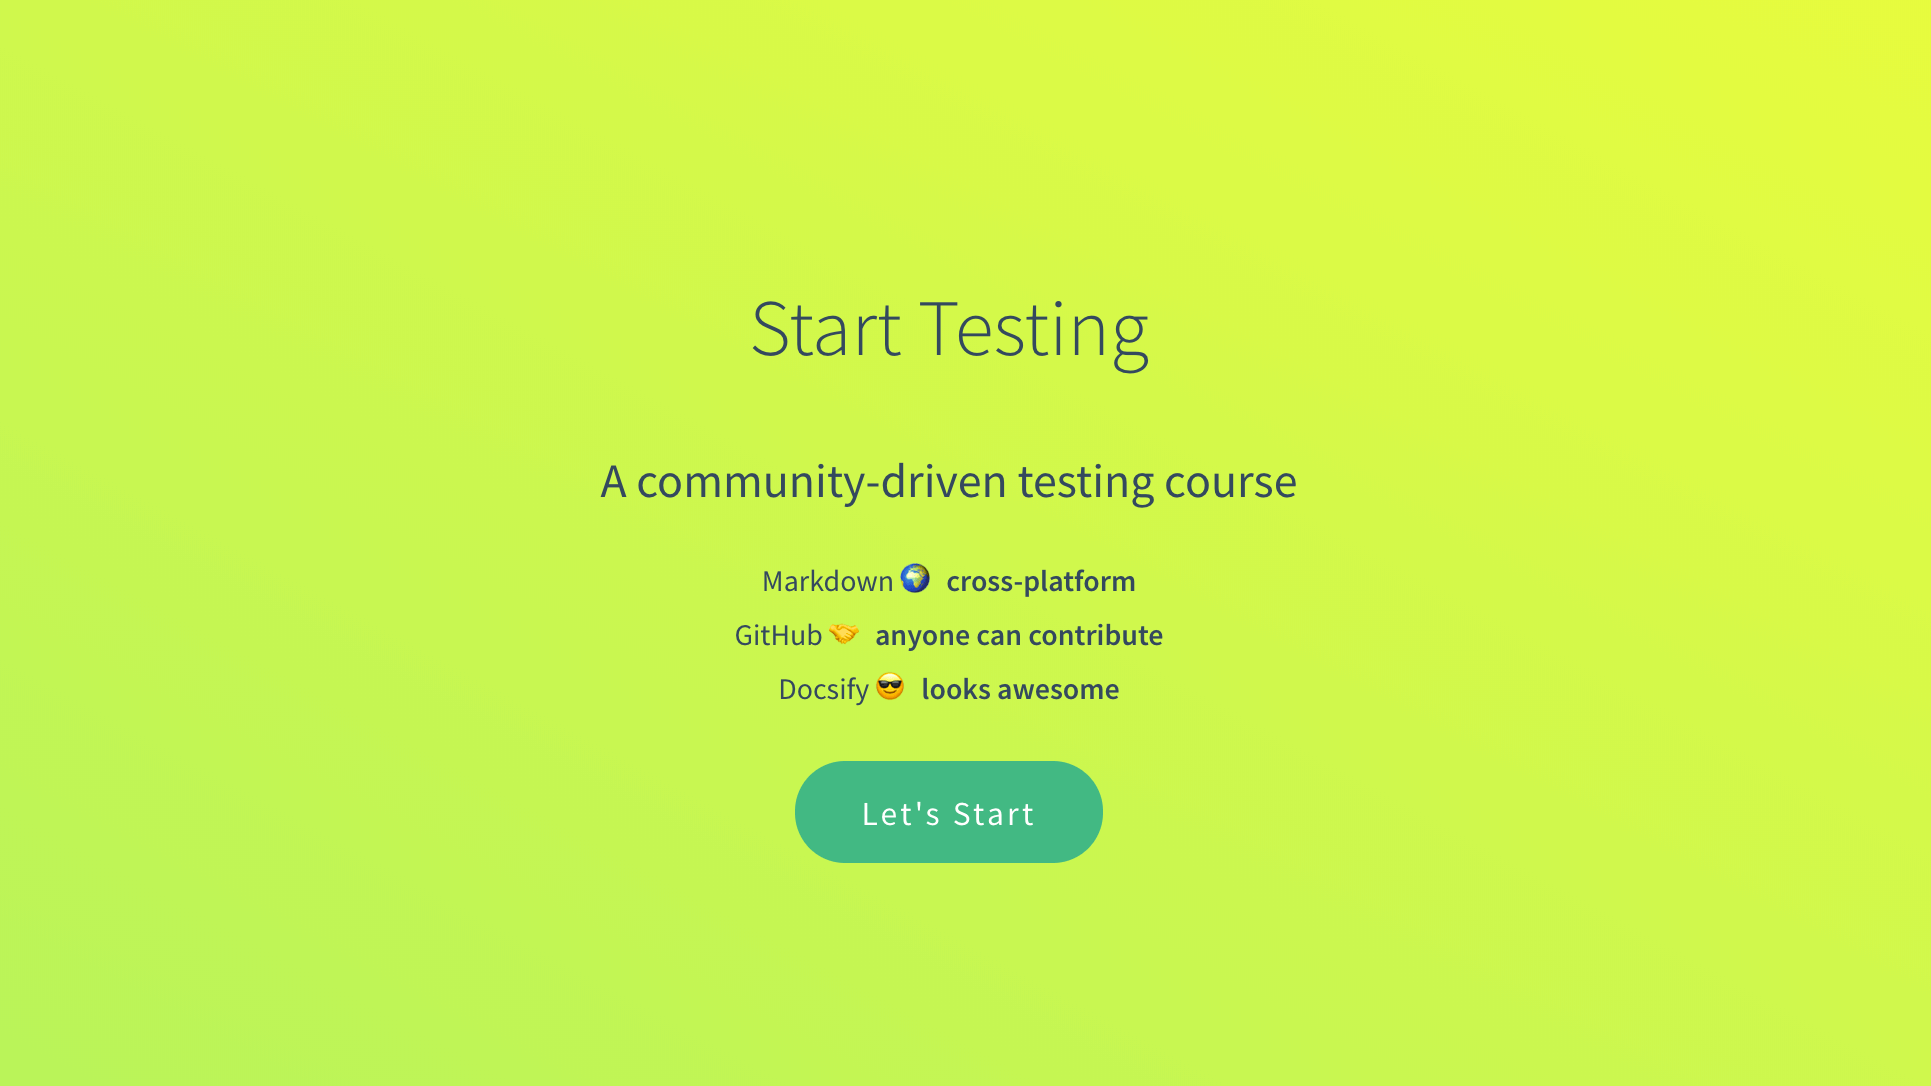 Start Testing
A community-driven testing course
Markdown 🌍 cross-platform
GitHub 🤝 anyone can contribute
Docsify 😎 looks awesome
Let's Start